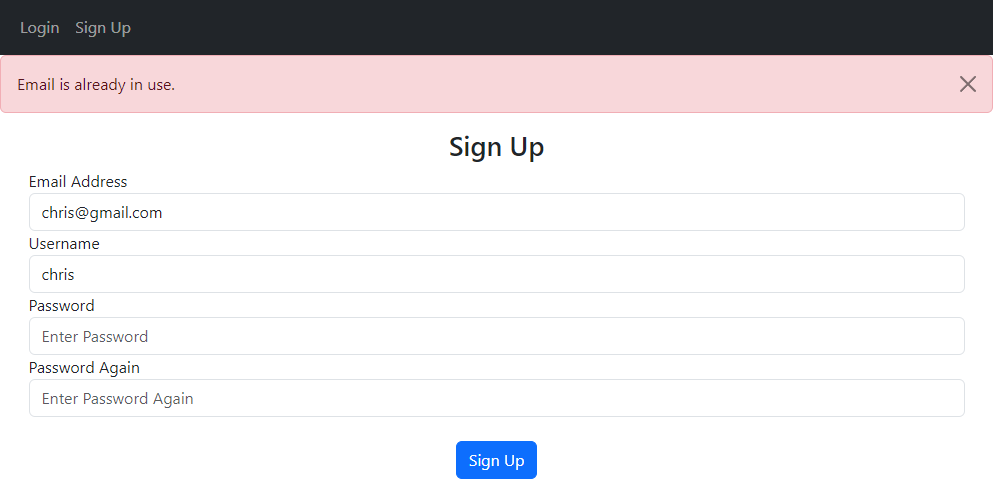 Login Sign Up
Email is already in use.
Sign Up
Email Address
chris@gmail.com
Username
chris
Password
Enter Password
Password Again
Enter Password Again
Sign Up